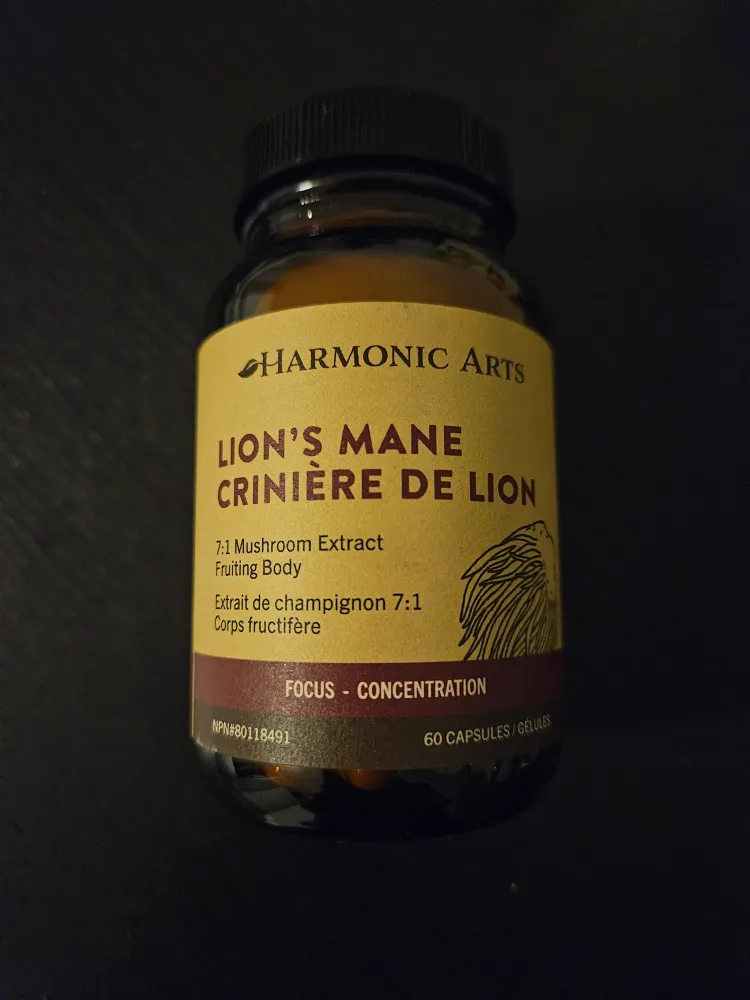 HARMONIC ARTS
LION'S MANE
CRINIÈRE DE LION
7:1 Mushroom Extract
Fruiting Body
Extrait de champignon 7:1
Corps fructifère
FOCUS - CONCENTRATION
NPN#80118491
60 CAPSULES / GÉLULES